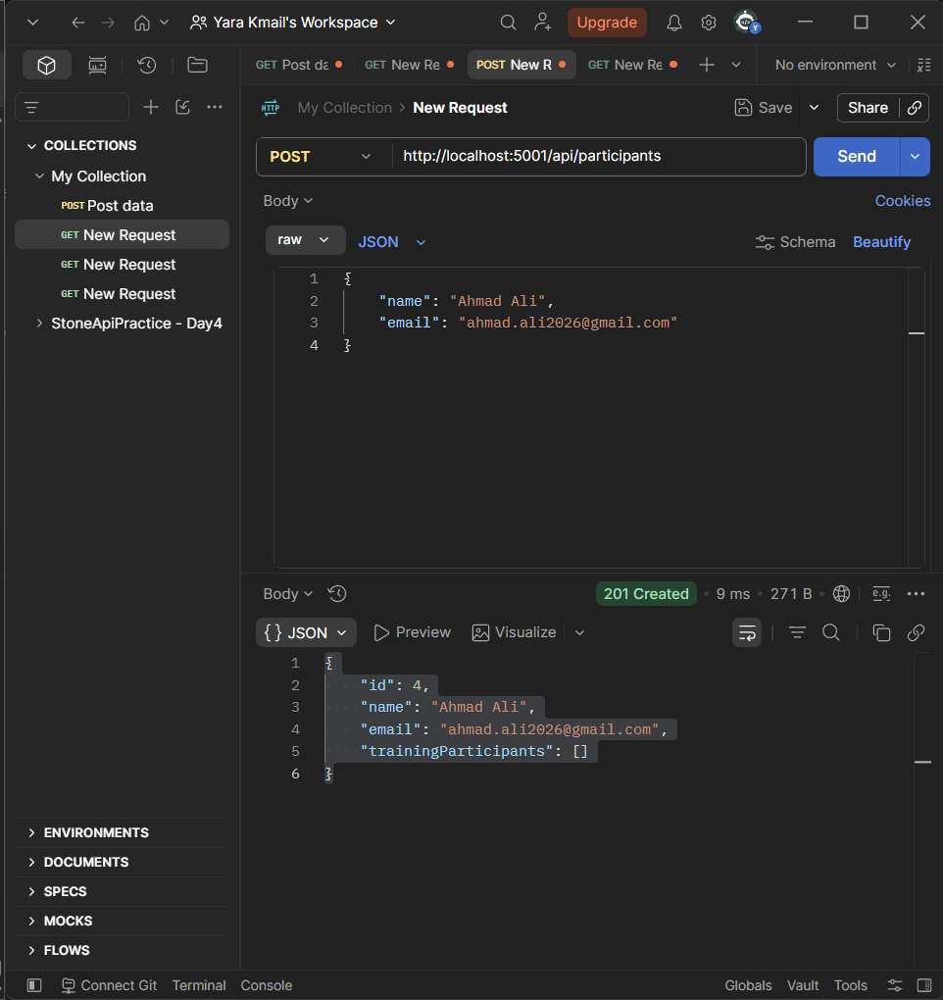 Yara Kmail's Workspace
Upgrade
GET Post da
GET New Re
POST New R
GET New Re
No environment
HTTP My Collection > New Request
Save
Share
COLLECTIONS
My Collection
POST Post data
GET New Request
GET New Request
GET New Request
StoneApiPractice - Day4
POST http://localhost:5001/api/participants
Send
Body
Cookies
raw JSON
Schema Beautify
1 {
2 "name": "Ahmad Ali",
3 "email": "ahmad.ali2026@gmail.com"
4 }
Body
201 Created • 9 ms • 271 B
e.g.
{} JSON
Preview
Visualize
1 {
2 "id": 4,
3 "name": "Ahmad Ali",
4 "email": "ahmad.ali2026@gmail.com",
5 "trainingParticipants": []
6 }
ENVIRONMENTS
DOCUMENTS
SPECS
MOCKS
FLOWS
Connect Git Terminal Console
Globals Vault Tools